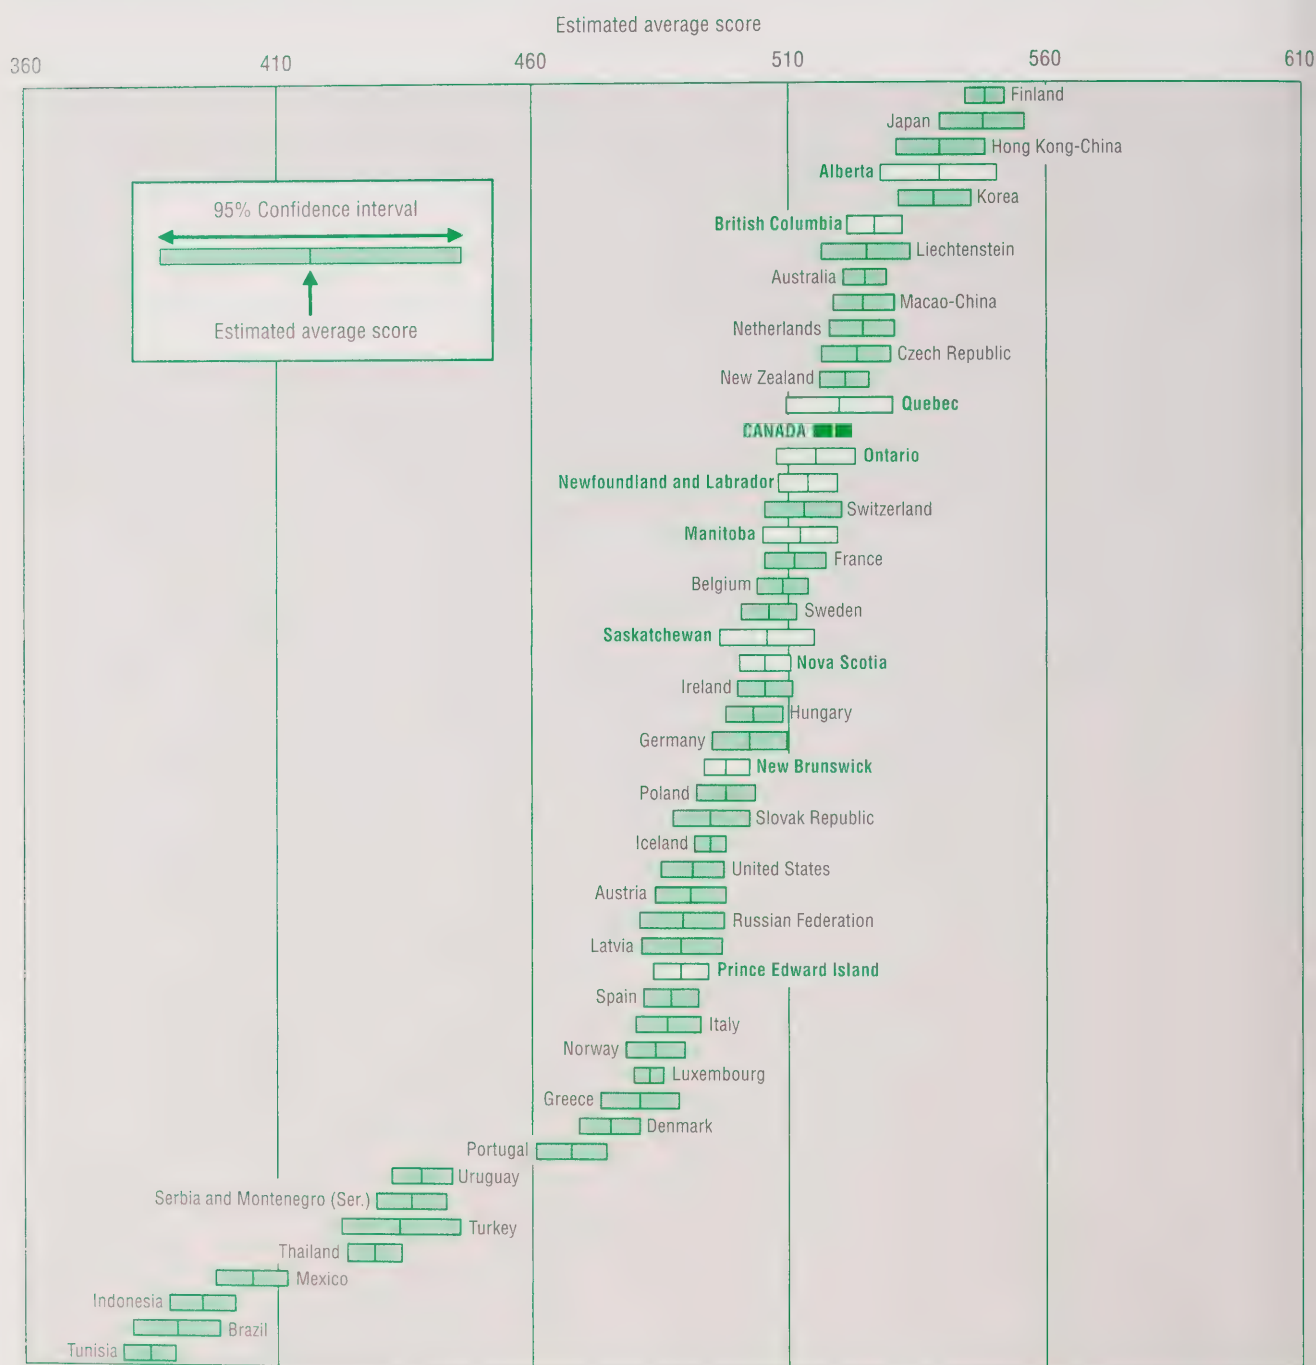 Estimated average score
360 410 460 510 560 610
Finland
Japan
Hong Kong-China
Alberta
Korea
95% Confidence interval
British Columbia
Liechtenstein
Australia
Macao-China
Estimated average score
Netherlands
Czech Republic
New Zealand
Quebec
CANADA
Ontario
Newfoundland and Labrador
Switzerland
Manitoba
France
Belgium
Sweden
Saskatchewan
Nova Scotia
Ireland
Hungary
Germany
New Brunswick
Poland
Slovak Republic
Iceland
United States
Austria
Russian Federation
Latvia
Prince Edward Island
Spain
Italy
Norway
Luxembourg
Greece
Denmark
Portugal
Uruguay
Serbia and Montenegro (Ser.)
Turkey
Thailand
Mexico
Indonesia
Brazil
Tunisia